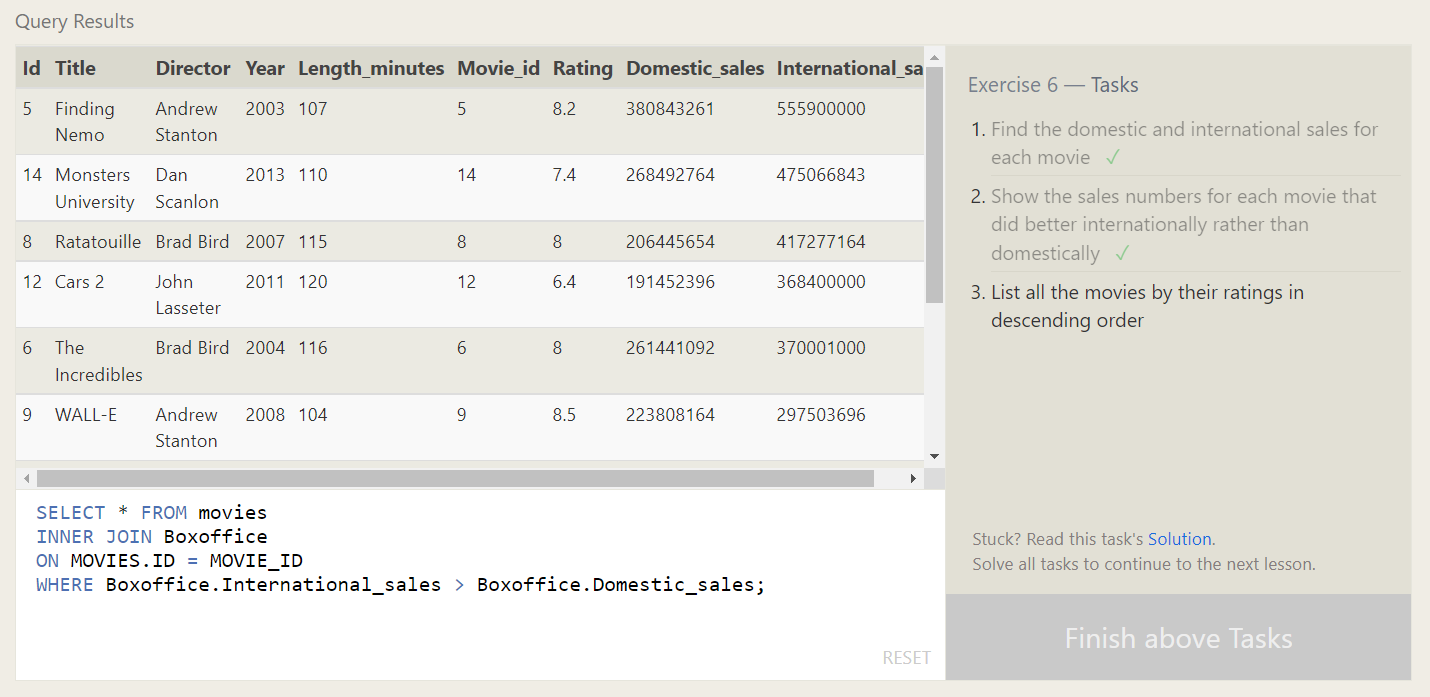 Query Results
Id Title Director Year Length_minutes Movie_id Rating Domestic_sales International_sa
5 Finding Andrew 2003 107 5 8.2 380843261 555900000
Nemo Stanton
14 Monsters Dan 2013 110 14 7.4 268492764 475066843
University Scanlon
8 Ratatouille Brad Bird 2007 115 8 8 206445654 417277164
12 Cars 2 John 2011 120 12 6.4 191452396 368400000
Lasseter
6 The Brad Bird 2004 116 6 8 261441092 370001000
Incredibles
9 WALL-E Andrew 2008 104 9 8.5 223808164 297503696
Stanton
SELECT * FROM movies
INNER JOIN Boxoffice
ON MOVIES.ID = MOVIE_ID
WHERE Boxoffice.International_sales > Boxoffice.Domestic_sales;
RESET
Exercise 6 — Tasks
1. Find the domestic and international sales for
each movie ✓
2. Show the sales numbers for each movie that
did better internationally rather than
domestically ✓
3. List all the movies by their ratings in
descending order
Stuck? Read this task's Solution.
Solve all tasks to continue to the next lesson.
Finish above Tasks